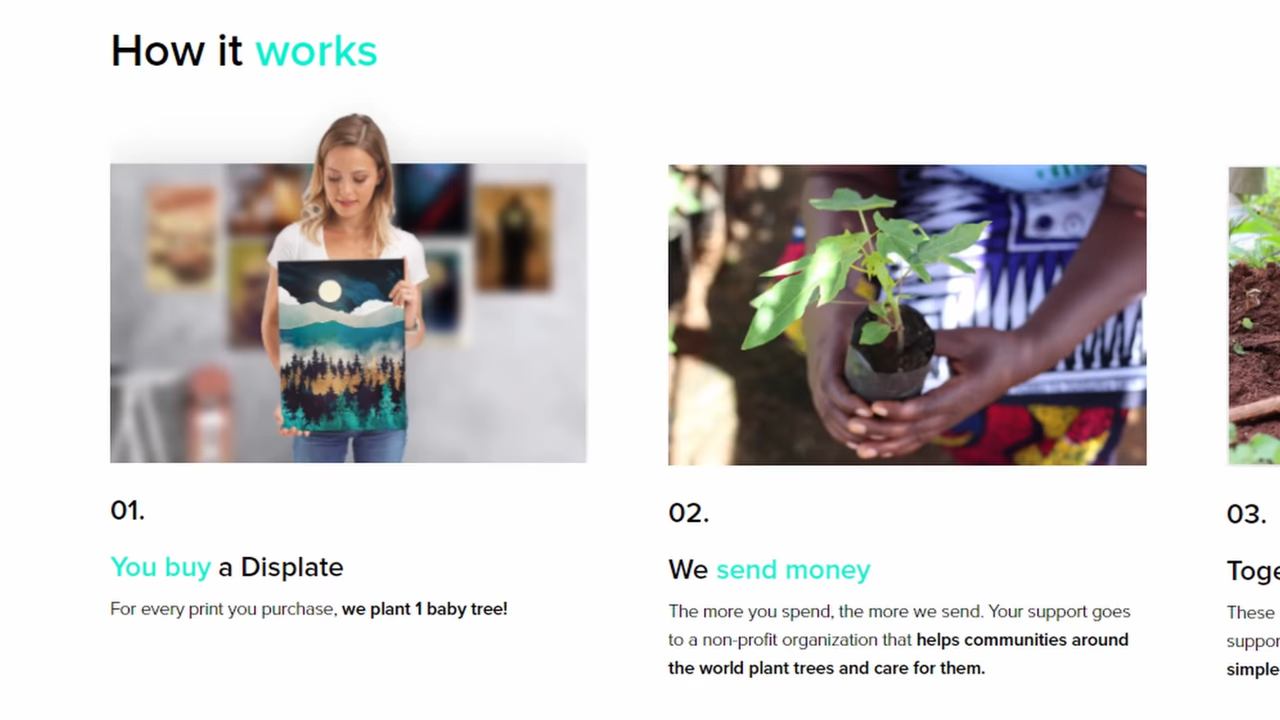 How it works
01.
You buy a Displate
For every print you purchase, we plant 1 baby tree!
02.
We send money
The more you spend, the more we send. Your support goes
to a non-profit organization that helps communities around
the world plant trees and care for them.
03.
These